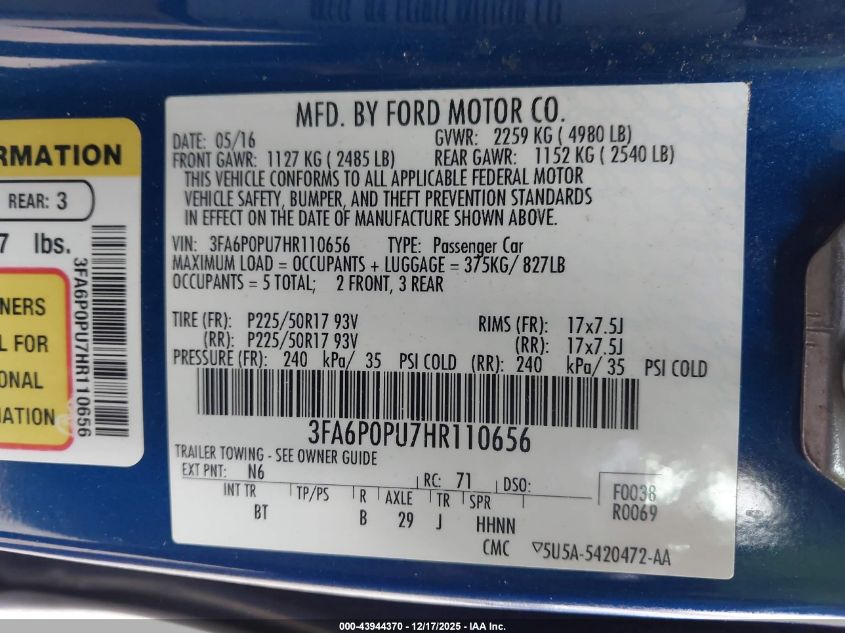 MFD. BY FORD MOTOR CO.
DATE: 05/16 GVWR: 2259 KG ( 4980 LB)
FRONT GAWR: 1127 KG ( 2485 LB) REAR GAWR: 1152 KG ( 2540 LB)
THIS VEHICLE CONFORMS TO ALL APPLICABLE FEDERAL MOTOR
VEHICLE SAFETY, BUMPER, AND THEFT PREVENTION STANDARDS
IN EFFECT ON THE DATE OF MANUFACTURE SHOWN ABOVE.
VIN: 3FA6P0PU7HR110656 TYPE: Passenger Car
MAXIMUM LOAD = OCCUPANTS + LUGGAGE = 375KG/ 827LB
OCCUPANTS = 5 TOTAL; 2 FRONT, 3 REAR
TIRE (FR): P225/50R17 93V RIMS (FR): 17x7.5J
(RR): P225/50R17 93V (RR): 17x7.5J
PRESSURE (FR): 240 kPa/ 35 PSI COLD (RR): 240 kPa/ 35 PSI COLD
3FA6P0PU7HR110656
TRAILER TOWING - SEE OWNER GUIDE
EXT PNT: N6 RC: 71 DSO:
INT TR TP/PS R AXLE TR SPR
BT B 29 J HHNN
F0038
R0069
CMC ▽5U5A-5420472-AA
RMATION
REAR: 3
7 lbs.
NERS
L FOR
ONAL
MATION
3FA6P0PU7HR110656
000-43944370 | 12/17/2025 - IAA Inc.